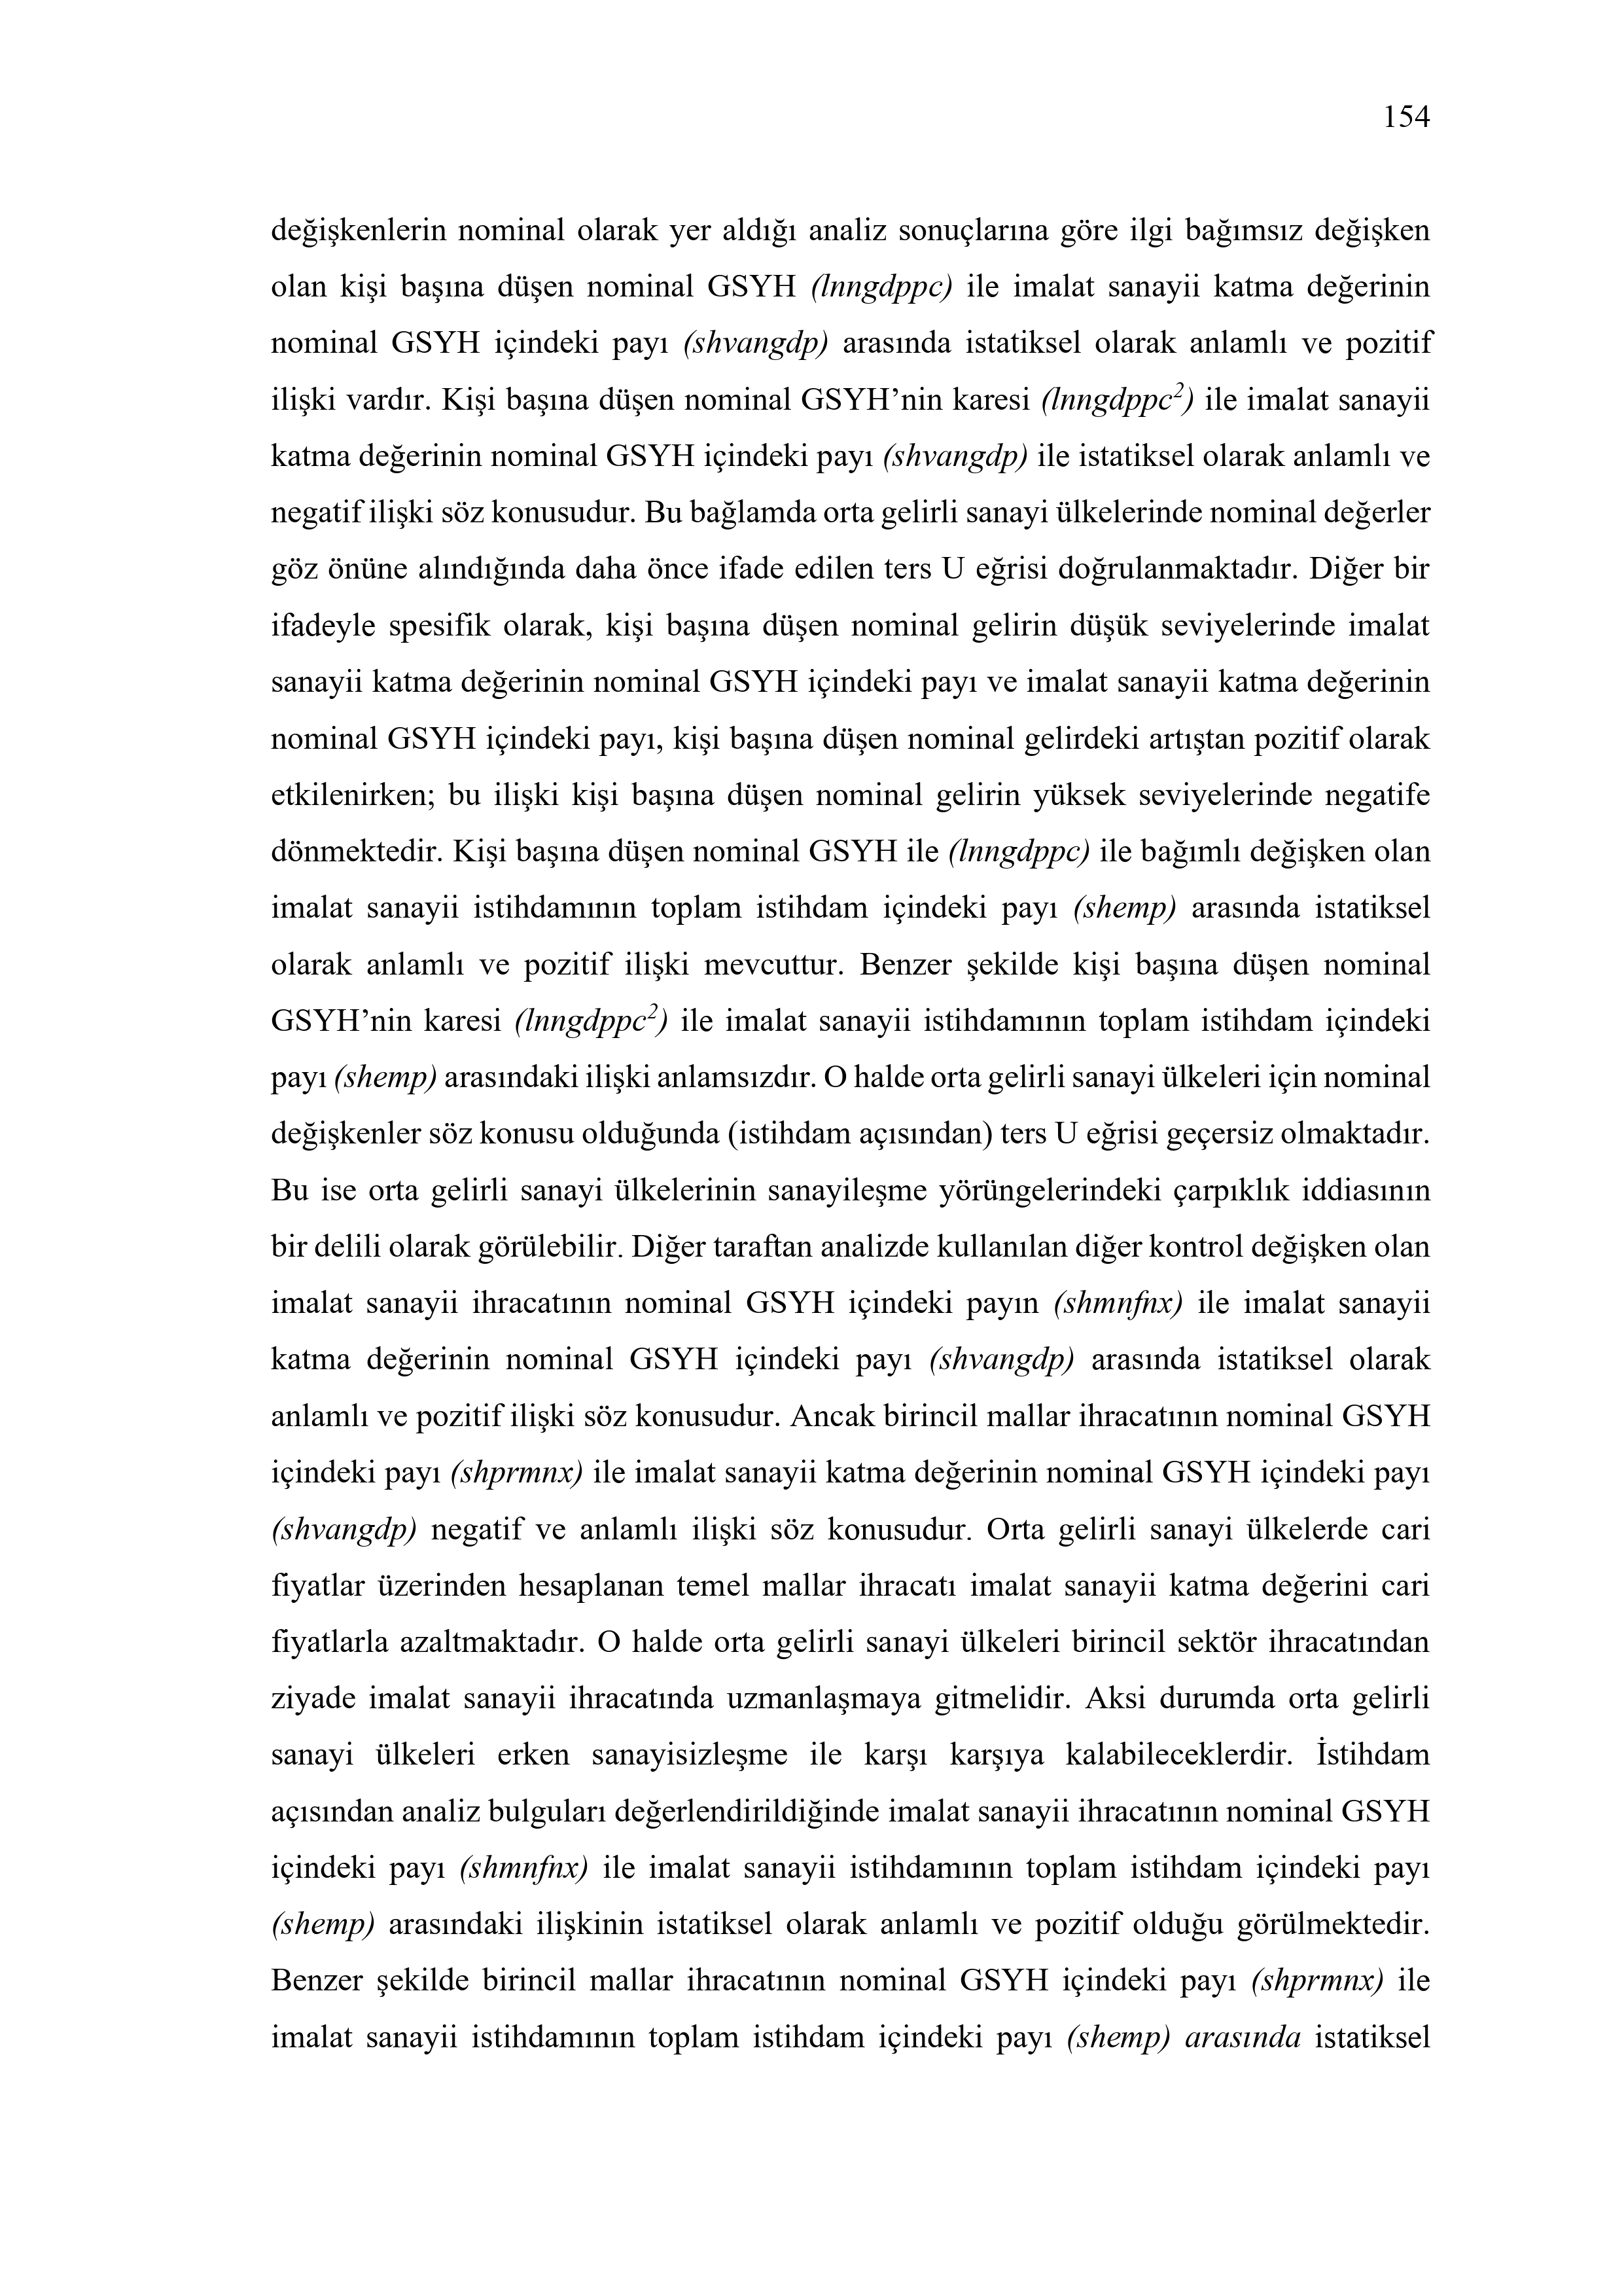 154
değişkenlerin nominal olarak yer aldığı analiz sonuçlarına göre ilgi bağımsız değişken
olan kişi başına düşen nominal GSYH (lnngdppc) ile imalat sanayii katma değerinin
nominal GSYH içindeki payı (shvangdp) arasında istatiksel olarak anlamlı ve pozitif
ilişki vardır. Kişi başına düşen nominal GSYH’nin karesi (lnngdppc²) ile imalat sanayii
katma değerinin nominal GSYH içindeki payı (shvangdp) ile istatiksel olarak anlamlı ve
negatif ilişki söz konusudur. Bu bağlamda orta gelirli sanayi ülkelerinde nominal değerler
göz önüne alındığında daha önce ifade edilen ters U eğrisi doğrulanmaktadır. Diğer bir
ifadeyle spesifik olarak, kişi başına düşen nominal gelirin düşük seviyelerinde imalat
sanayii katma değerinin nominal GSYH içindeki payı ve imalat sanayii katma değerinin
nominal GSYH içindeki payı, kişi başına düşen nominal gelirdeki artıştan pozitif olarak
etkilenirken; bu ilişki kişi başına düşen nominal gelirin yüksek seviyelerinde negatife
dönmektedir. Kişi başına düşen nominal GSYH ile (lnngdppc) ile bağımlı değişken olan
imalat sanayii istihdamının toplam istihdam içindeki payı (shemp) arasında istatiksel
olarak anlamlı ve pozitif ilişki mevcuttur. Benzer şekilde kişi başına düşen nominal
GSYH’nin karesi (lnngdppc²) ile imalat sanayii istihdamının toplam istihdam içindeki
payı (shemp) arasındaki ilişki anlamsızdır. O halde orta gelirli sanayi ülkeleri için nominal
değişkenler söz konusu olduğunda (istihdam açısından) ters U eğrisi geçersiz olmaktadır.
Bu ise orta gelirli sanayi ülkelerinin sanayileşme yörüngelerindeki çarpıklık iddiasının
bir delili olarak görülebilir. Diğer taraftan analizde kullanılan diğer kontrol değişken olan
imalat sanayii ihracatının nominal GSYH içindeki payın (shmnfnx) ile imalat sanayii
katma değerinin nominal GSYH içindeki payı (shvangdp) arasında istatiksel olarak
anlamlı ve pozitif ilişki söz konusudur. Ancak birincil mallar ihracatının nominal GSYH
içindeki payı (shprmnx) ile imalat sanayii katma değerinin nominal GSYH içindeki payı
(shvangdp) negatif ve anlamlı ilişki söz konusudur. Orta gelirli sanayi ülkelerde cari
fiyatlar üzerinden hesaplanan temel mallar ihracatı imalat sanayii katma değerini cari
fiyatlarla azaltmaktadır. O halde orta gelirli sanayi ülkeleri birincil sektör ihracatından
ziyade imalat sanayii ihracatında uzmanlaşmaya gitmelidir. Aksi durumda orta gelirli
sanayi ülkeleri erken sanayisizleşme ile karşı karşıya kalabileceklerdir. İstihdam
açısından analiz bulguları değerlendirildiğinde imalat sanayii ihracatının nominal GSYH
içindeki payı (shmnfnx) ile imalat sanayii istihdamının toplam istihdam içindeki payı
(shemp) arasındaki ilişkinin istatiksel olarak anlamlı ve pozitif olduğu görülmektedir.
Benzer şekilde birincil mallar ihracatının nominal GSYH içindeki payı (shprmnx) ile
imalat sanayii istihdamının toplam istihdam içindeki payı (shemp) arasında istatiksel